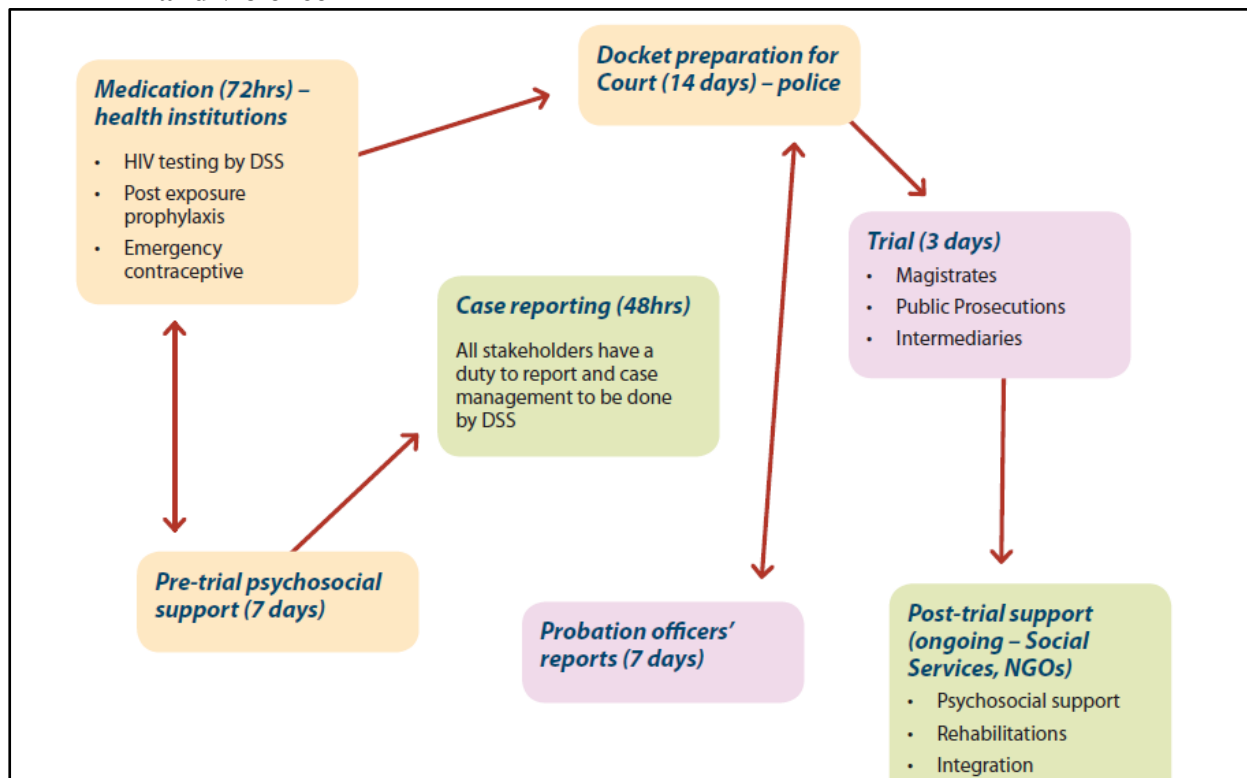 Medication (72hrs) –
health institutions
• HIV testing by DSS
• Post exposure
prophylaxis
• Emergency
contraceptive
Docket preparation for
Court (14 days) – police
Trial (3 days)
• Magistrates
• Public Prosecutions
• Intermediaries
Case reporting (48hrs)
All stakeholders have a
duty to report and case
management to be done
by DSS
Pre-trial psychosocial
support (7 days)
Probation officers’
reports (7 days)
Post-trial support
(ongoing – Social
Services, NGOs)
• Psychosocial support
• Rehabilitations
• Integration